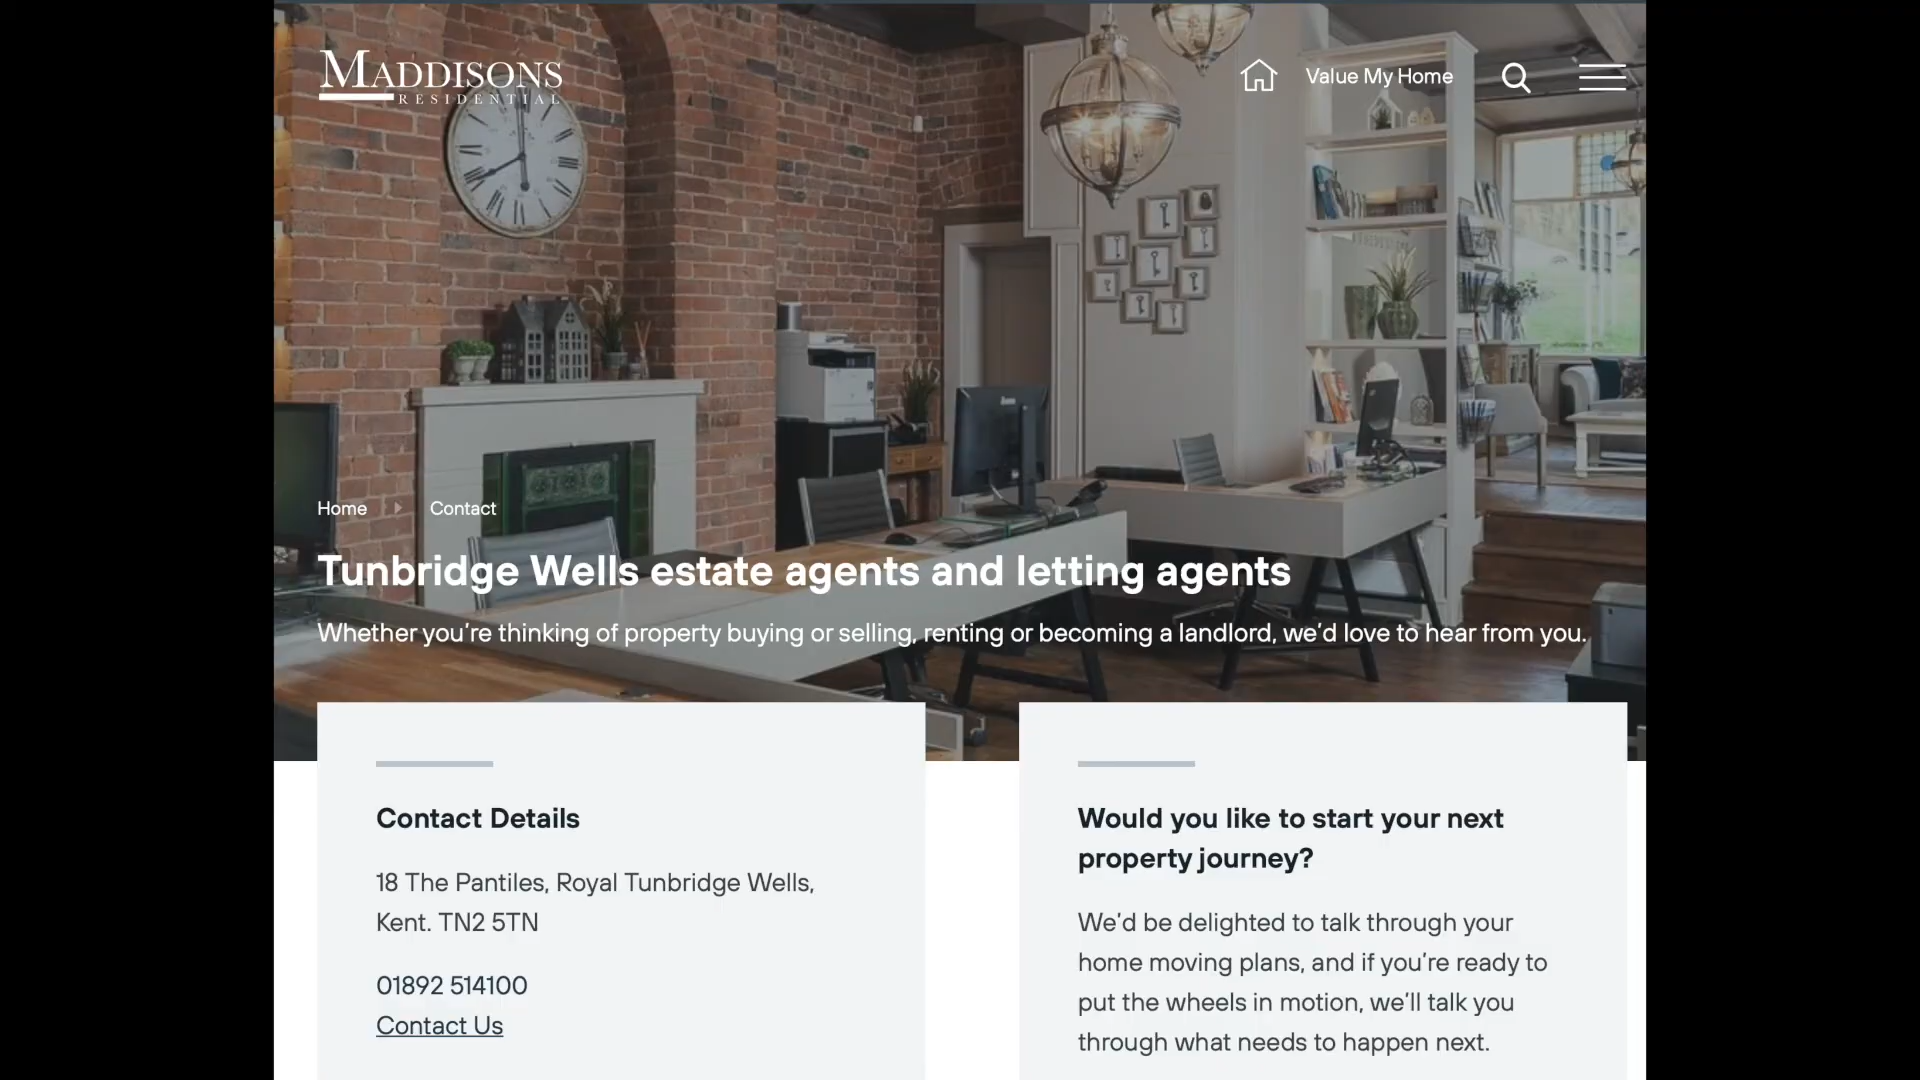 MADDISONS
RESIDENTIAL
Value My Home
Home
Contact
Tunbridge Wells estate agents and letting agents
Whether you’re thinking of property buying or selling, renting or becoming a landlord, we’d love to hear from you.
Contact Details
18 The Pantiles, Royal Tunbridge Wells,
Kent. TN2 5TN
01892 514100
Contact Us
Would you like to start your next
property journey?
We’d be delighted to talk through your
home moving plans, and if you’re ready to
put the wheels in motion, we’ll talk you
through what needs to happen next.